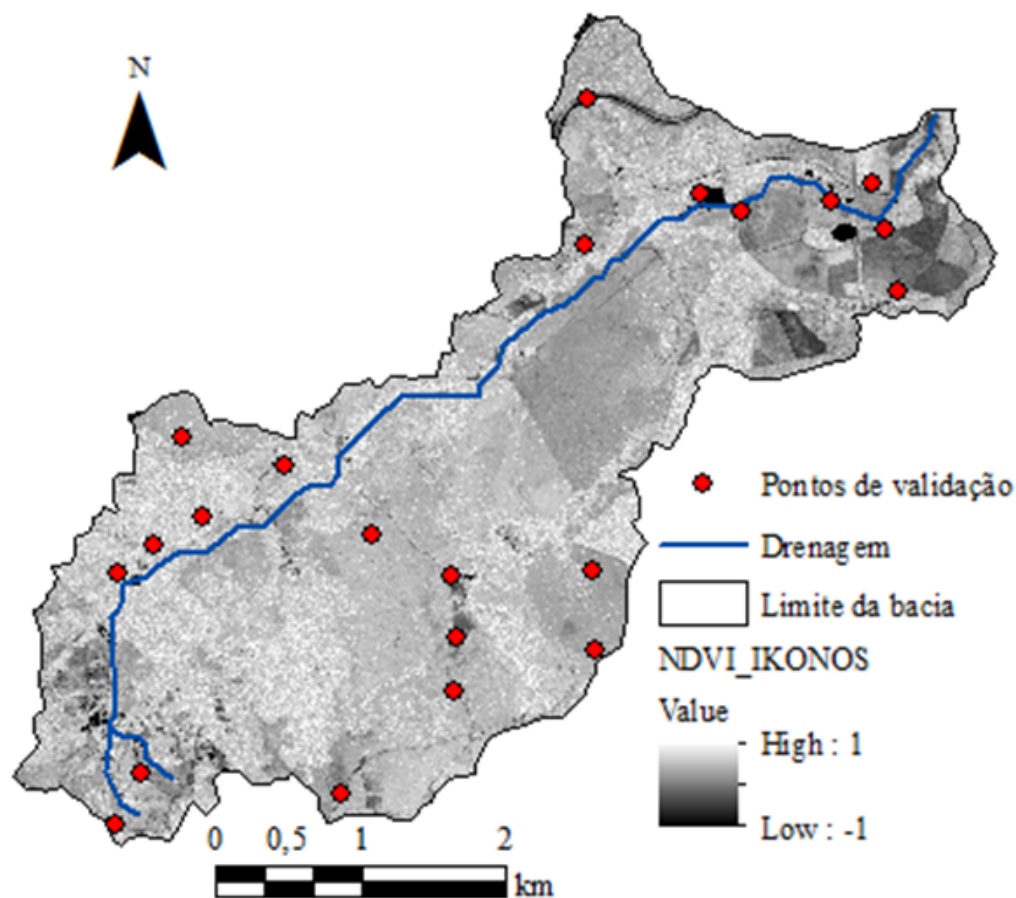 N
Pontos de validação
Drenagem
Limite da bacia
NDVI_IKONOS
Value
High : 1
Low : -1
0 0,5 1 2
km